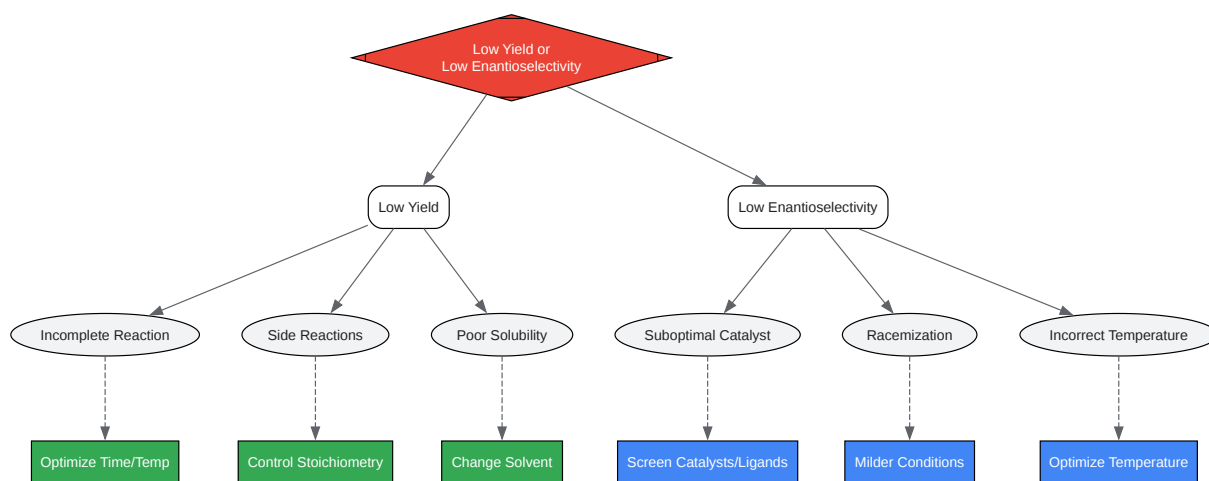 Low Yield or
Low Enantioselectivity
Low Yield
Low Enantioselectivity
Incomplete Reaction
Side Reactions
Poor Solubility
Suboptimal Catalyst
Racemization
Incorrect Temperature
Optimize Time/Temp
Control Stoichiometry
Change Solvent
Screen Catalysts/Ligands
Milder Conditions
Optimize Temperature